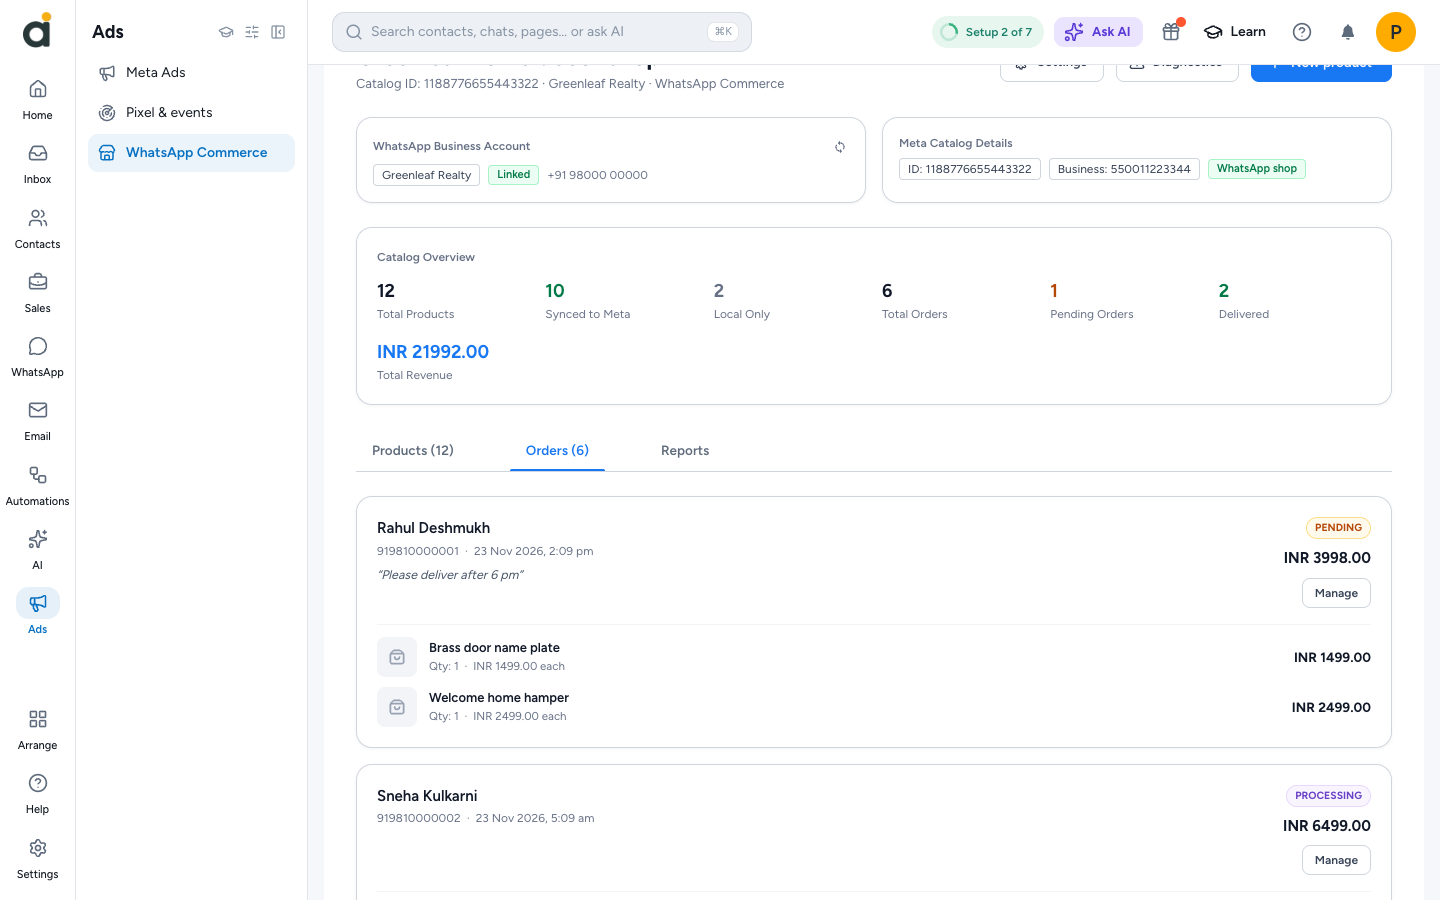 Ads
Search contacts, chats, pages... or ask AI
⌘K
Setup 2 of 7
Ask AI
Learn
P
Home
Inbox
Contacts
Sales
WhatsApp
Email
Automations
AI
Ads
Arrange
Help
Settings
Meta Ads
Pixel & events
WhatsApp Commerce
Catalog ID: 1188776655443322 · Greenleaf Realty · WhatsApp Commerce
WhatsApp Business Account
Greenleaf Realty
Linked
+91 98000 00000
Meta Catalog Details
ID: 1188776655443322
Business: 550011223344
WhatsApp shop
Catalog Overview
12
Total Products
10
Synced to Meta
2
Local Only
6
Total Orders
1
Pending Orders
2
Delivered
INR 21992.00
Total Revenue
Products (12)
Orders (6)
Reports
Rahul Deshmukh
PENDING
919810000001 · 23 Nov 2026, 2:09 pm
INR 3998.00
"Please deliver after 6 pm"
Manage
Brass door name plate
Qty: 1 · INR 1499.00 each
INR 1499.00
Welcome home hamper
Qty: 1 · INR 2499.00 each
INR 2499.00
Sneha Kulkarni
PROCESSING
919810000002 · 23 Nov 2026, 5:09 am
INR 6499.00
Manage